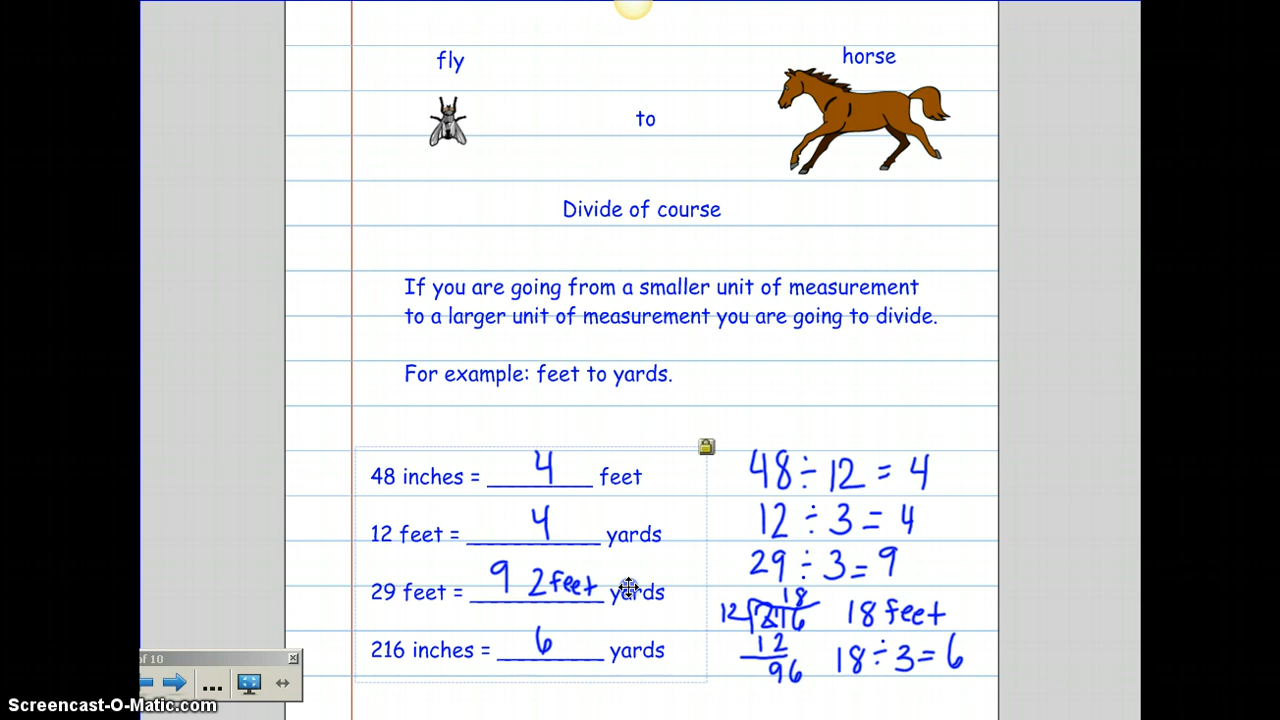 fly
horse
to
Divide of course
If you are going from a smaller unit of measurement
to a larger unit of measurement you are going to divide.
For example: feet to yards.
48 inches = 4 feet
12 feet = 4 yards
29 feet = 9 2 feet yards
216 inches = 6 yards
48 ÷ 12 = 4
12 ÷ 3 = 4
29 ÷ 3 = 9
18
12 216 18 feet
12
96 18 ÷ 3 = 6
of 10
...
Screencast-O-Matic.com